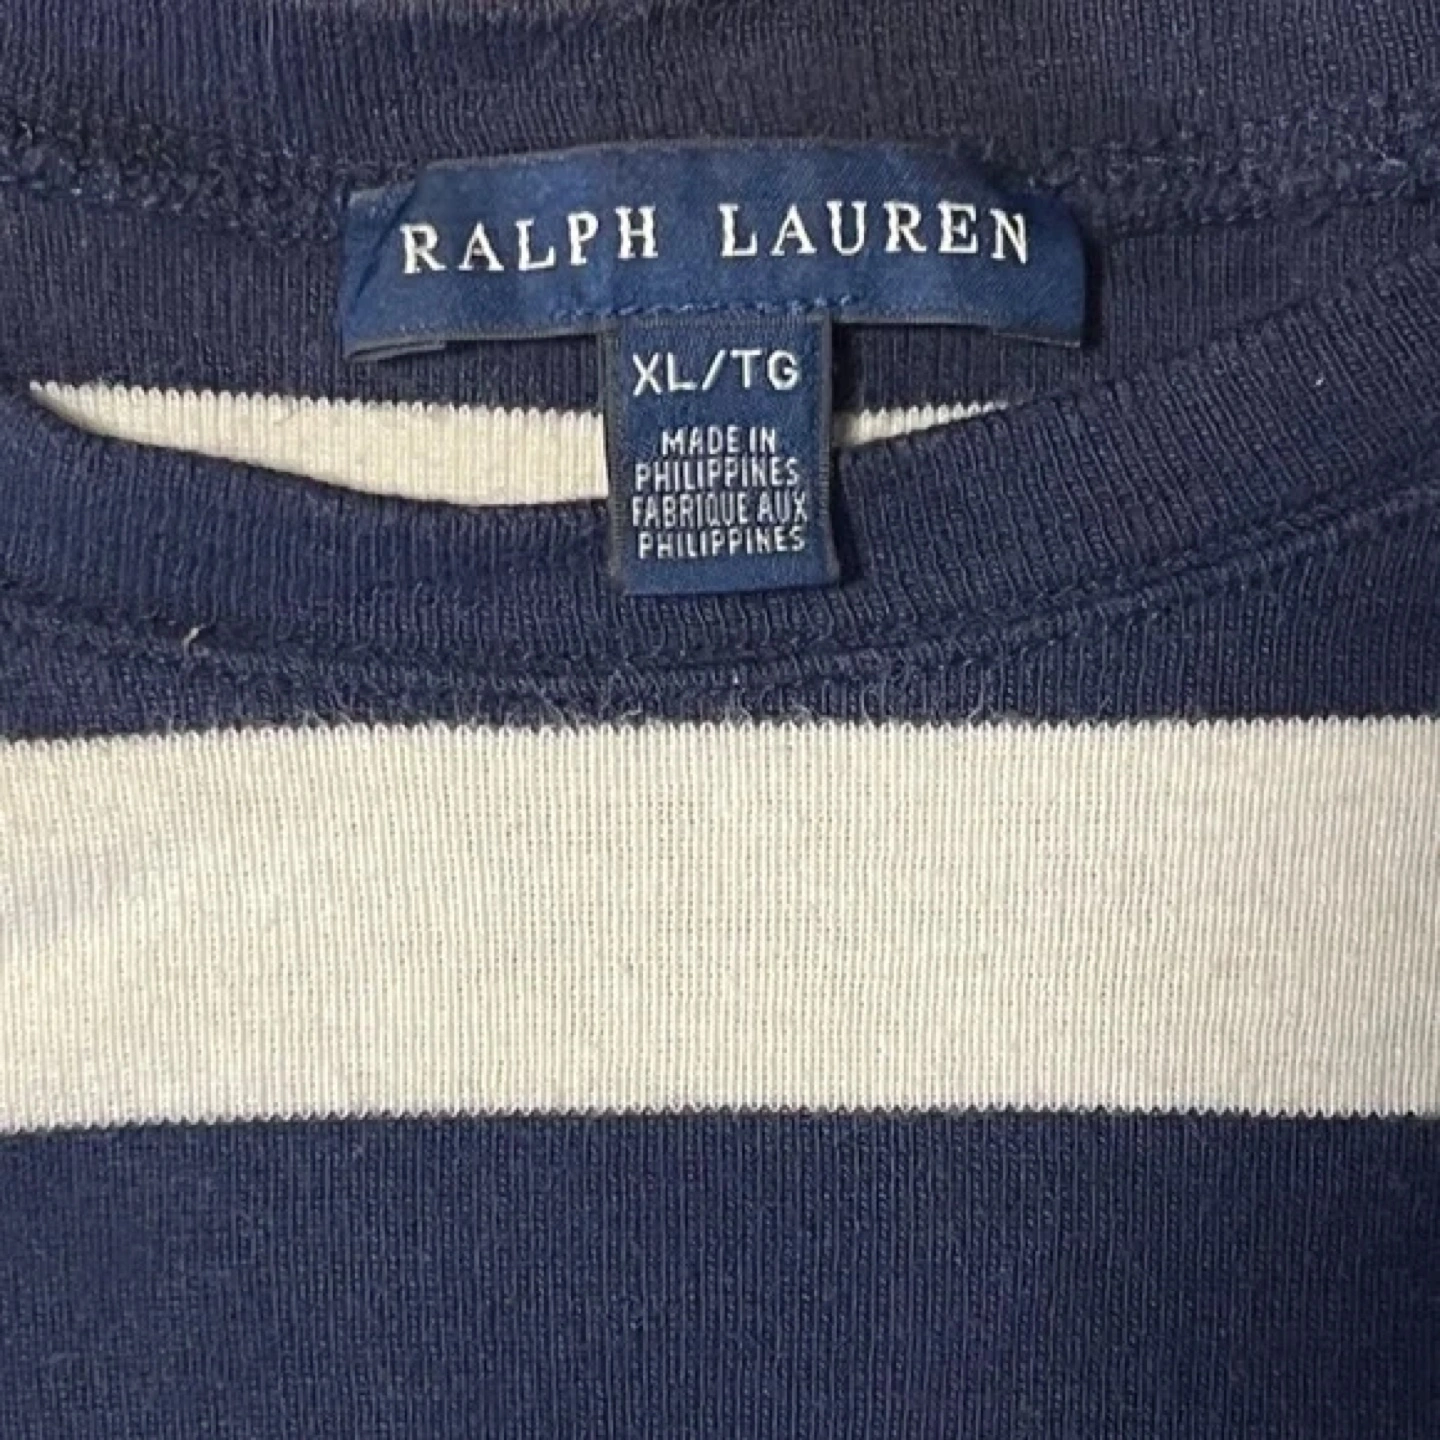 RALPH LAUREN
XL/TG
MADE IN
PHILIPPINES
FABRIQUE AUX
PHILIPPINES